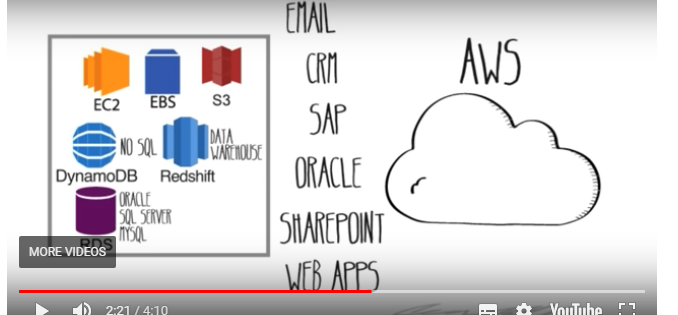 EMAIL
CRM
SAP
ORACLE
SHAREPOINT
WEB APPS
AWS
EC2
EBS
S3
NO SQL
DynamoDB
DATA
WAREHOUSE
Redshift
ORACLE
SQL SERVER
MYSQL
RDS
MORE VIDEOS
2:21 / 4:10
YouTube